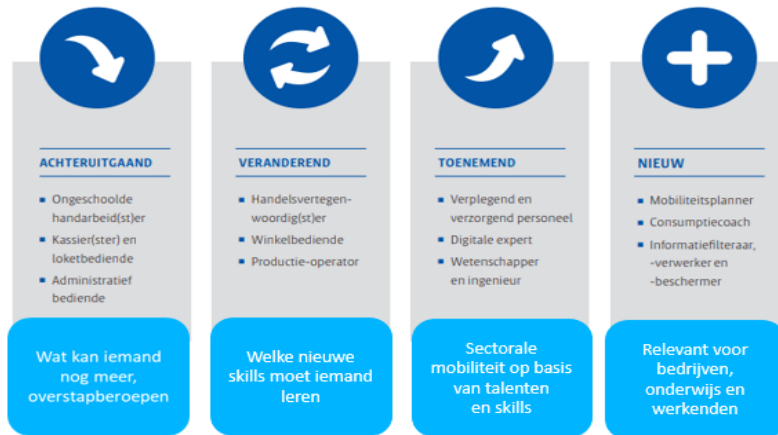 ACHTERUITGAAND
Ongeschoolde
handarbeid(st)er
Kassier(ster) en
loketbediende
Administratief
bediende
Wat kan iemand
nog meer,
overstapberoepen
VERANDEREND
Handelsvertegen-
woordig(st)er
Winkelbediende
Productie-operator
Welke nieuwe
skills moet iemand
leren
TOENEMEND
Verplegend en
verzorgend personeel
Digitale expert
Wetenschapper
en ingenieur
Sectorale
mobiliteit op basis
van talenten
en skills
NIEUW
Mobiliteitsplanner
Consumptiecoach
Informatiefilteraar,
-verwerker en
-beschermer
Relevant voor
bedrijven,
onderwijs en
werkenden